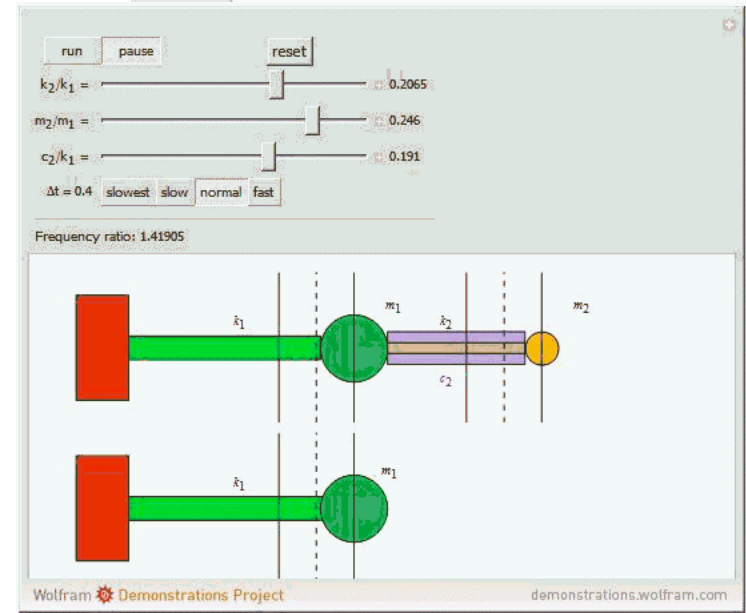 run pause reset
k2/k1 = 0.2065
m2/m1 = 0.246
c2/k1 = 0.191
Δt = 0.4 slowest slow normal fast
Frequency ratio: 1.41905
k1 m1 k2 m2
c2
k1 m1
Wolfram Demonstrations Project demonstrations.wolfram.com